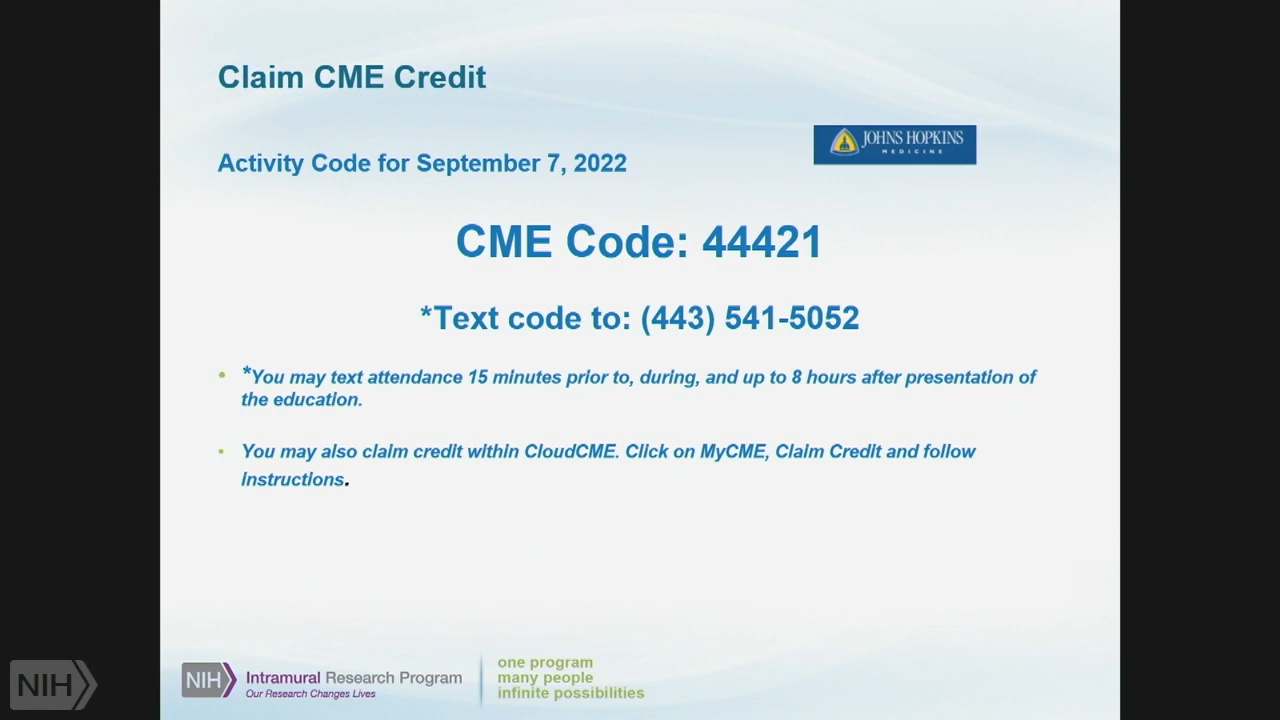 Claim CME Credit
JOHNS HOPKINS
MEDICINE
Activity Code for September 7, 2022
CME Code: 44421
*Text code to: (443) 541-5052
• *You may text attendance 15 minutes prior to, during, and up to 8 hours after presentation of
the education.
• You may also claim credit within CloudCME. Click on MyCME, Claim Credit and follow
instructions.
NIH Intramural Research Program
Our Research Changes Lives
one program
many people
infinite possibilities
NIH